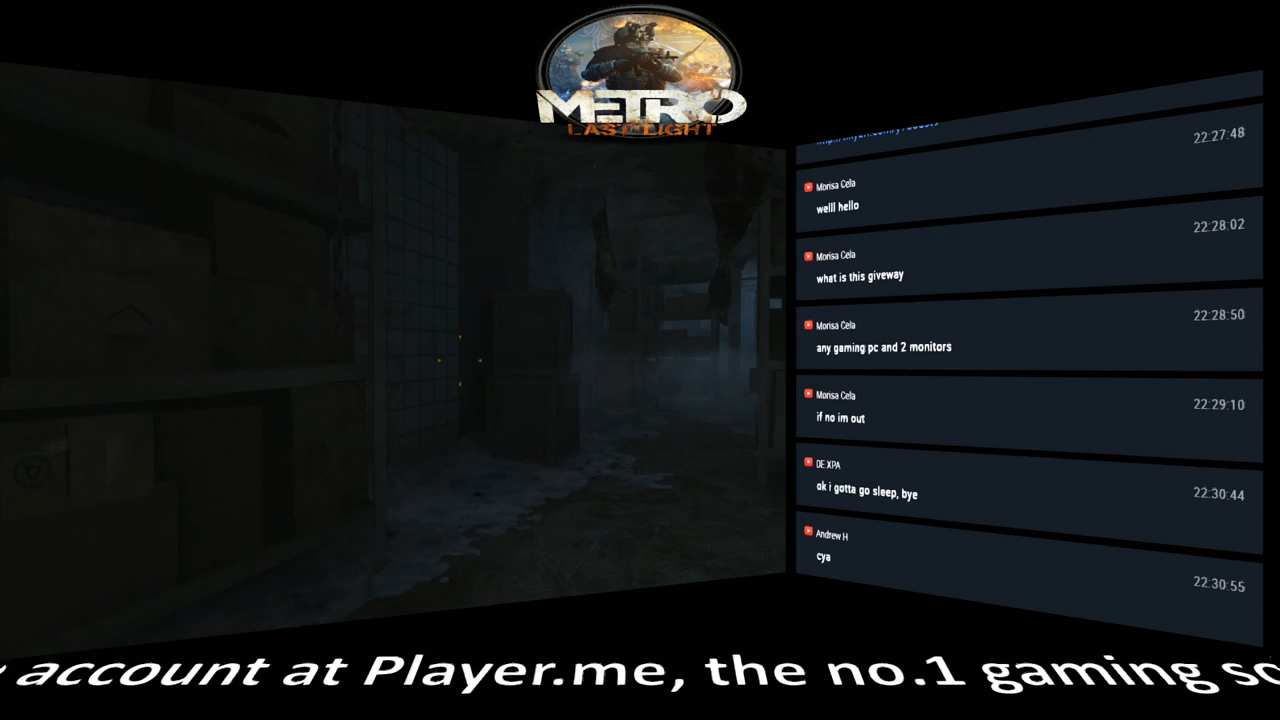 METRO
LAST LIGHT
22:27:48
Morisa Cela
welll hello
22:28:02
Morisa Cela
what is this giveway
22:28:50
Morisa Cela
any gaming pc and 2 monitors
22:29:10
Morisa Cela
if no im out
22:30:44
DE XPA
ok i gotta go sleep, bye
22:30:55
Andrew H
cya
account at Player.me, the no.1 gaming